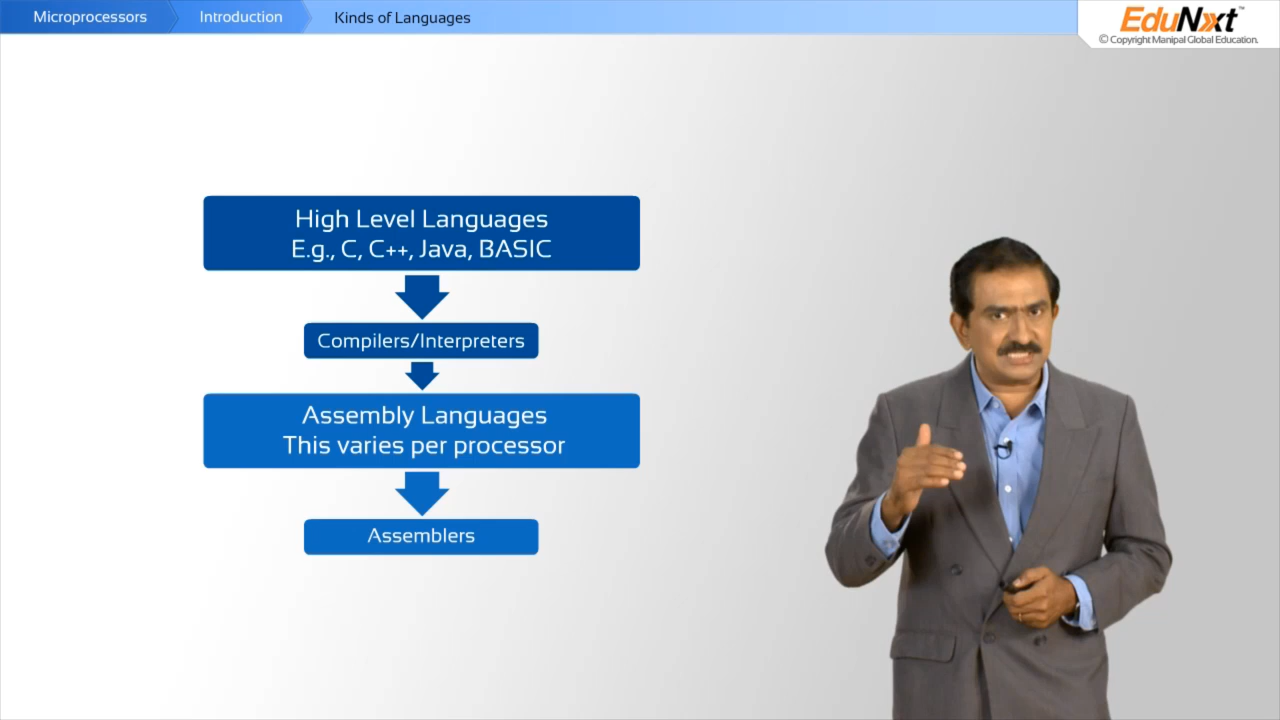 Microprocessors
Introduction
Kinds of Languages
EduNxt™
© Copyright Manipal Global Education.
High Level Languages
E.g., C, C++, Java, BASIC
Compilers/Interpreters
Assembly Languages
This varies per processor
Assemblers